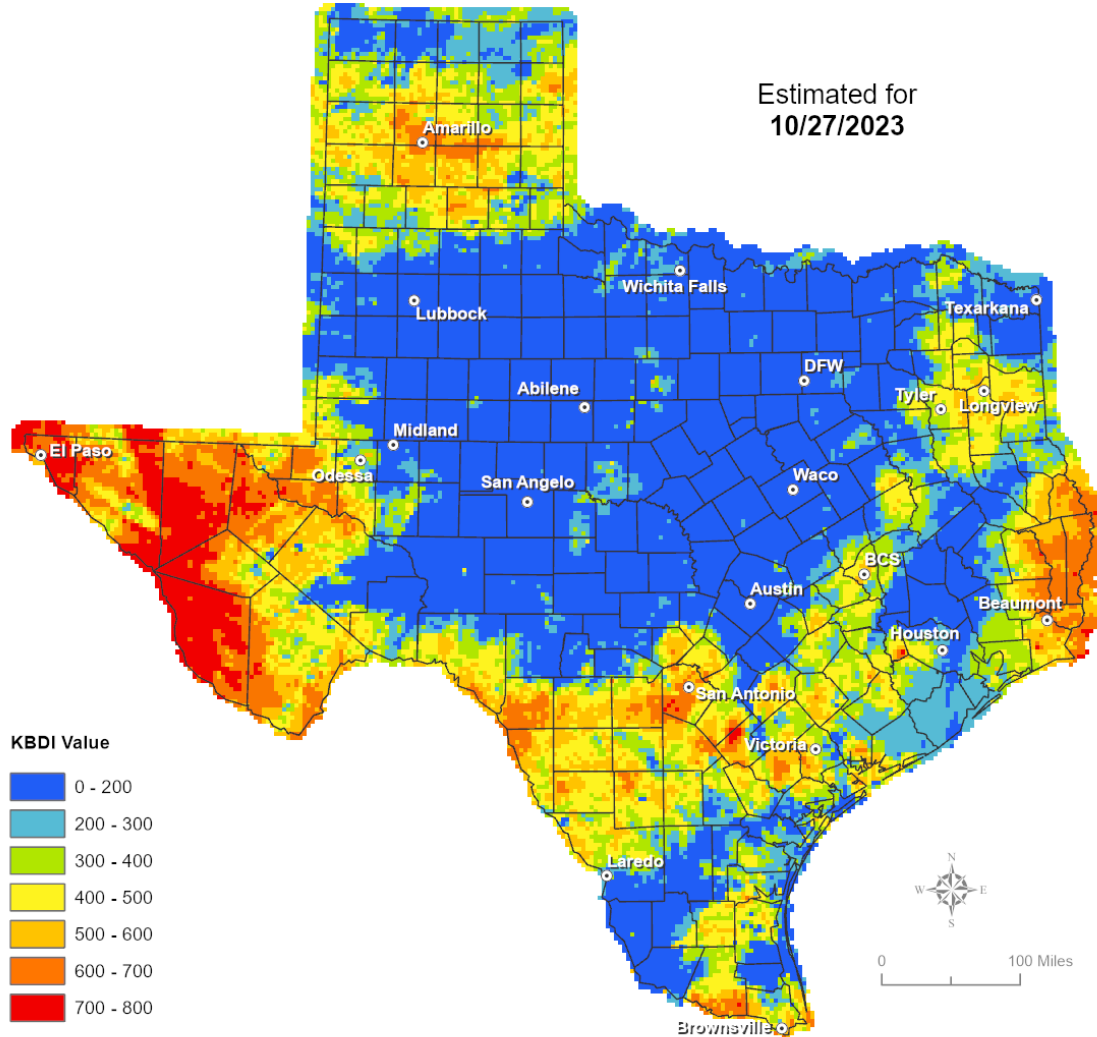 Estimated for
10/27/2023
Amarillo
Wichita Falls
Lubbock
Texarkana
DFW
Abilene
Tyler
Longview
Midland
El Paso
Odessa
San Angelo
Waco
BCS
Austin
Beaumont
Houston
San Antonio
Victoria
Laredo
Brownsville
KBDI Value
0 - 200
200 - 300
300 - 400
400 - 500
500 - 600
600 - 700
700 - 800
N
W E
S
0 100 Miles